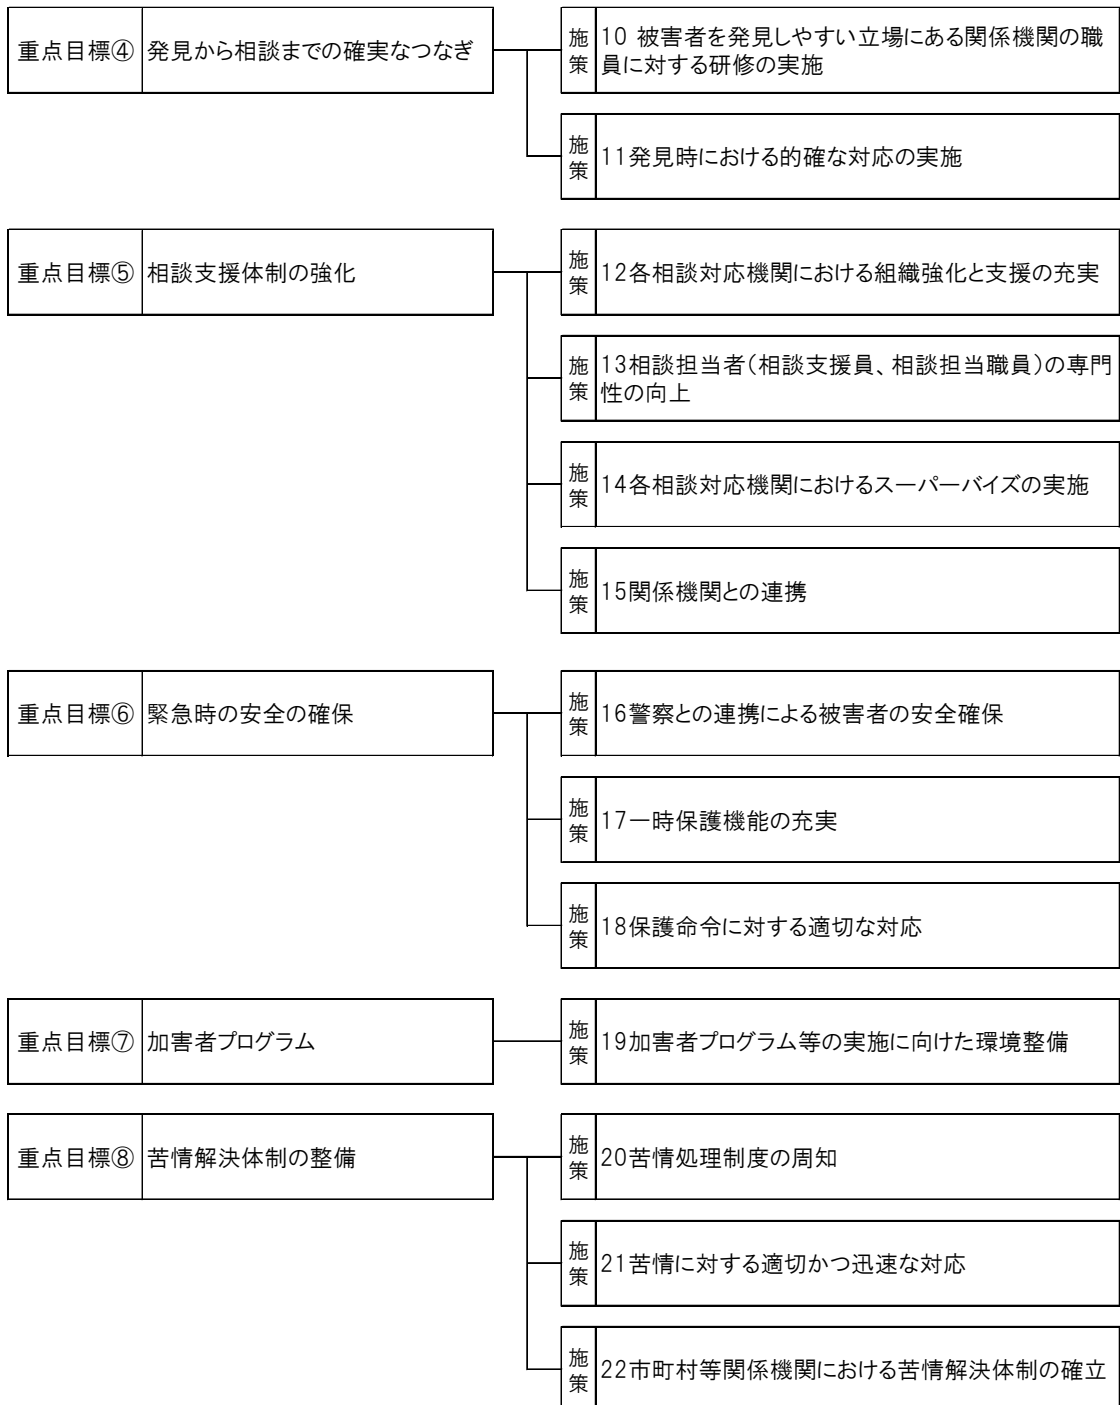 重点目標④ 発見から相談までの確実なつなぎ
施策 10 被害者を発見しやすい立場にある関係機関の職
員に対する研修の実施
施策 11発見時における的確な対応の実施
重点目標⑤ 相談支援体制の強化
施策 12各相談対応機関における組織強化と支援の充実
施策 13相談担当者（相談支援員、相談担当職員）の専門
性の向上
施策 14各相談対応機関におけるスーパーバイズの実施
施策 15関係機関との連携
重点目標⑥ 緊急時の安全の確保
施策 16警察との連携による被害者の安全確保
施策 17一時保護機能の充実
施策 18保護命令に対する適切な対応
重点目標⑦ 加害者プログラム
施策 19加害者プログラム等の実施に向けた環境整備
重点目標⑧ 苦情解決体制の整備
施策 20苦情処理制度の周知
施策 21苦情に対する適切かつ迅速な対応
施策 22市町村等関係機関における苦情解決体制の確立